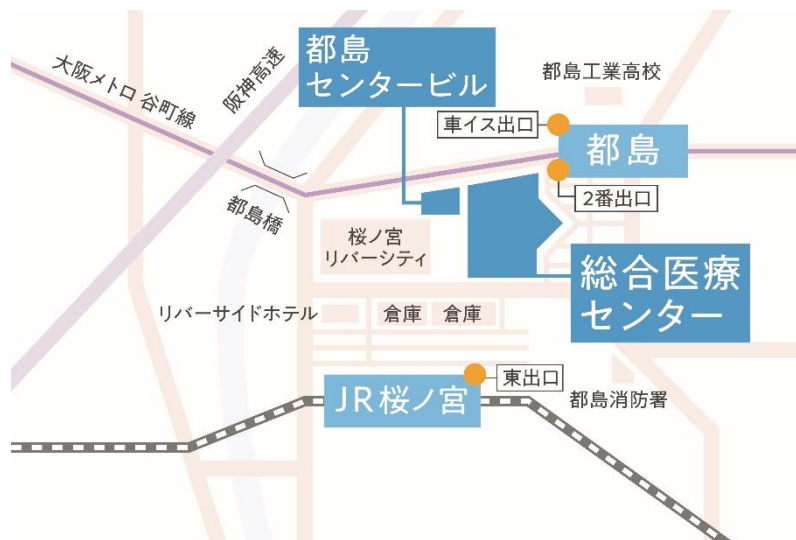 大阪メトロ 谷町線
阪神高速
都島
センタービル
都島工業高校
車イス出口
都島
2番出口
都島橋
桜ノ宮
リバーシティ
総合医療
センター
リバーサイドホテル
倉庫
倉庫
東出口
JR桜ノ宮
都島消防署